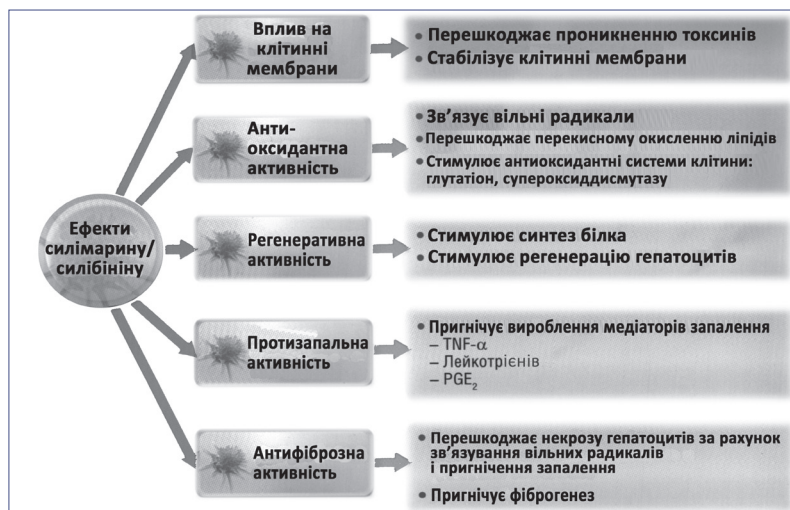 Ефекти
силімарину/
силібініну
Вплив на
клітинні
мембрани
• Перешкоджає проникненню токсинів
• Стабілізує клітинні мембрани
Анти-
оксидантна
активність
• Зв’язує вільні радикали
• Перешкоджає перекисному окисленню ліпідів
• Стимулює антиоксидантні системи клітини:
глутатіон, супероксиддисмутазу
Регенеративна
активність
• Стимулює синтез білка
• Стимулює регенерацію гепатоцитів
Протизапальна
активність
• Пригнічує вироблення медіаторів запалення
– TNF-α
– Лейкотрієнів
– PGE₂
Антифіброзна
активність
• Перешкоджає некрозу гепатоцитів за рахунок
зв’язування вільних радикалів
і пригнічення запалення
• Пригнічує фіброгенез